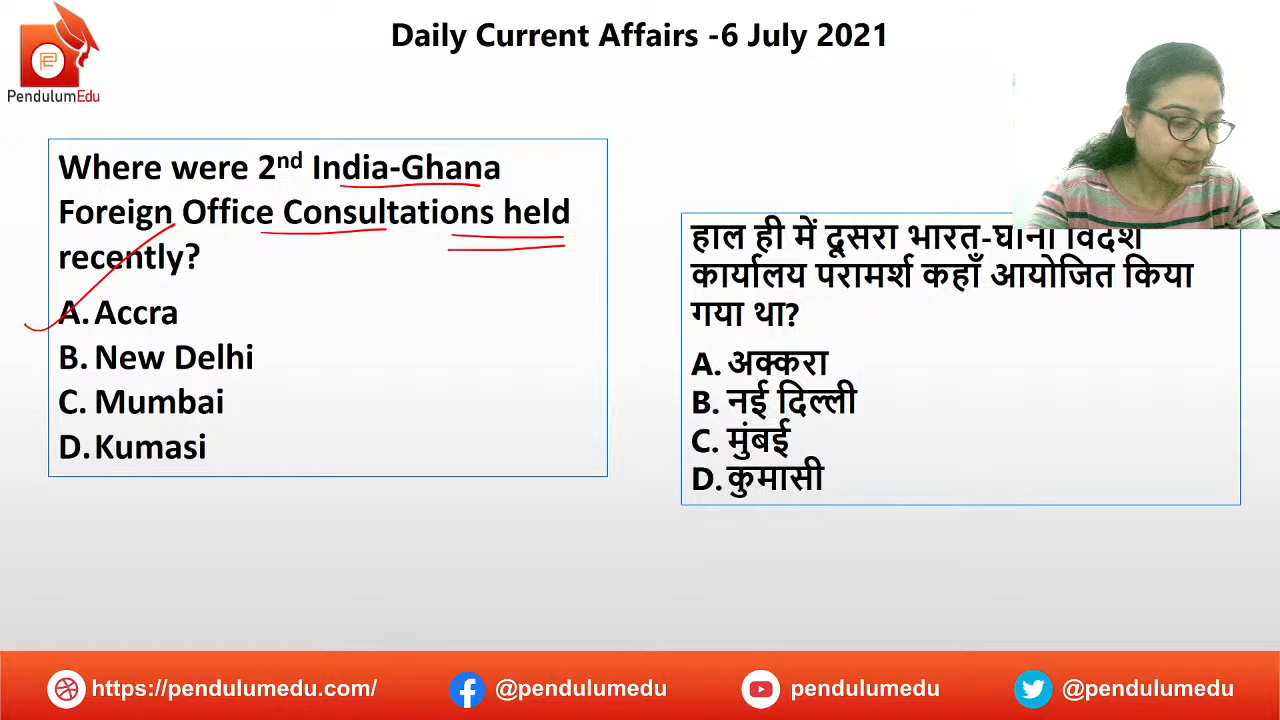 Daily Current Affairs -6 July 2021
PendulumEdu
Where were 2nd India-Ghana
Foreign Office Consultations held
recently?
A. Accra
B. New Delhi
C. Mumbai
D. Kumasi
हाल ही में दूसरा भारत-घाना विदेश
कार्यालय परामर्श कहाँ आयोजित किया
गया था?
A. अक्करा
B. नई दिल्ली
C. मुंबई
D. कुमासी
https://pendulumedu.com/
@pendulumedu
pendulumedu
@pendulumedu